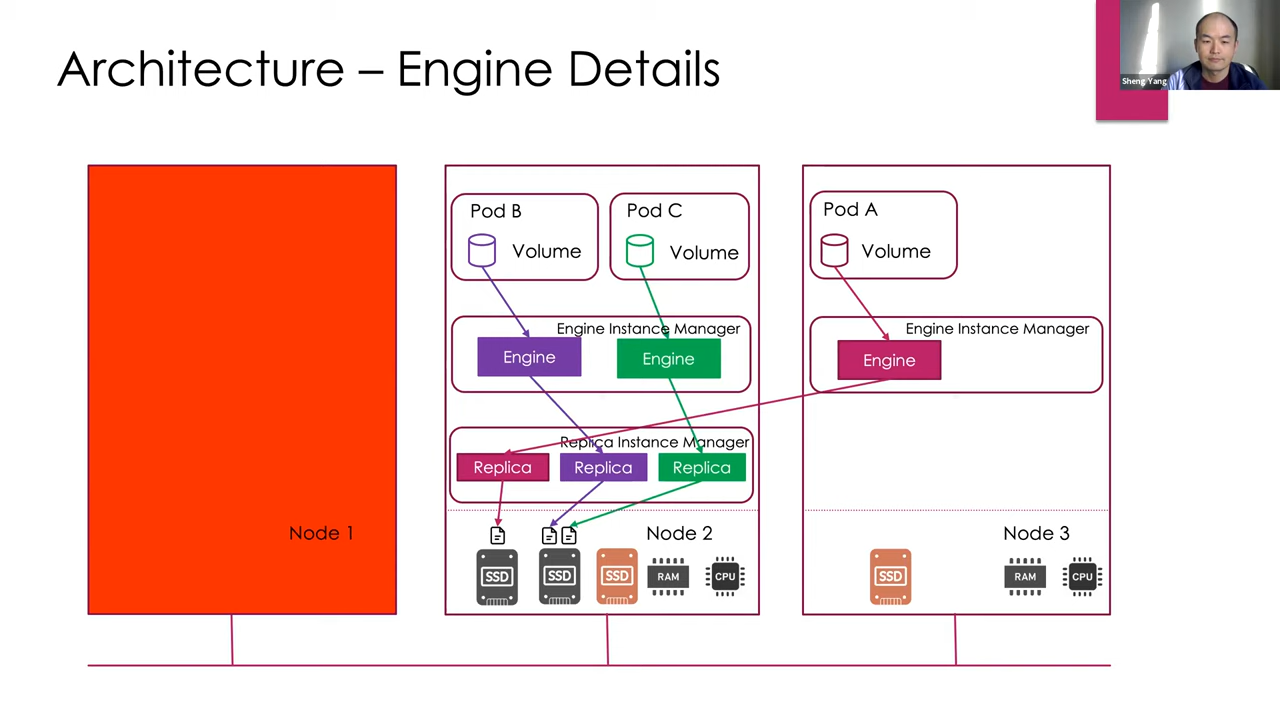 Architecture – Engine Details
Sheng Yang
Node 1
Pod B
Volume
Pod C
Volume
Engine Instance Manager
Engine
Engine
Replica Instance Manager
Replica
Replica
Replica
Node 2
SSD
SSD
SSD
RAM
CPU
Pod A
Volume
Engine Instance Manager
Engine
Node 3
SSD
RAM
CPU